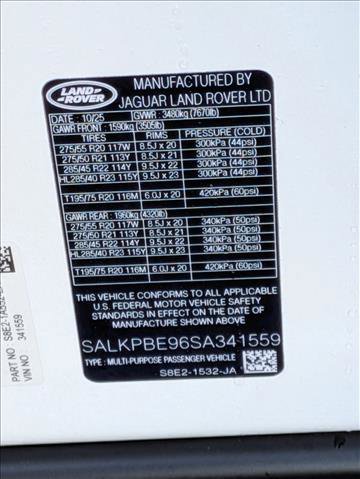 LAND ROVER
MANUFACTURED BY
JAGUAR LAND ROVER LTD
DATE : 10/25 GVWR : 3480kg (7670lb)
GAWR FRONT : 1590kg (3505lb)
TIRES RIMS PRESSURE (COLD)
275/55 R20 117W 8.5J x 20 300kPa (44psi)
275/50 R21 113Y 8.5J x 21 300kPa (44psi)
285/45 R22 114Y 9.5J x 22 300kPa (44psi)
HL285/40 R23 115Y 9.5J x 23 300kPa (44psi)
T195/75 R20 116M 6.0J x 20 420kPa (60psi)
GAWR REAR : 1960kg (4320lb)
275/55 R20 117W 8.5J x 20 340kPa (50psi)
275/50 R21 113Y 8.5J x 21 340kPa (50psi)
285/45 R22 114Y 9.5J x 22 340kPa (50psi)
HL285/40 R23 115Y 9.5J x 23 340kPa (50psi)
T195/75 R20 116M 6.0J x 20 420kPa (60psi)
THIS VEHICLE CONFORMS TO ALL APPLICABLE
U.S. FEDERAL MOTOR VEHICLE SAFETY
STANDARDS IN EFFECT ON THE DATE OF
MANUFACTURE SHOWN ABOVE
SALKPBE96SA341559
TYPE : MULTI-PURPOSE PASSENGER VEHICLE
S8E2-1532-JA
PART NO
VIN NO 341559